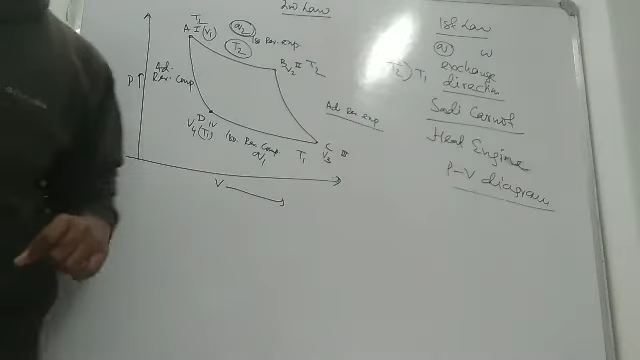 2nd Law
T2
A I (V1)
q2
Iso Rev. exp.
T2
B V2 II T2
P
Ad.
Rev. Comp
Ad Rev exp
D IV
V4 (T1)
Iso. Rev. Comp.
q1
T1
C III
V3
V
1st Law
q w
exchange
T2 > T1 direction
Sadi Carnot
Heat Engine
P-V diagram